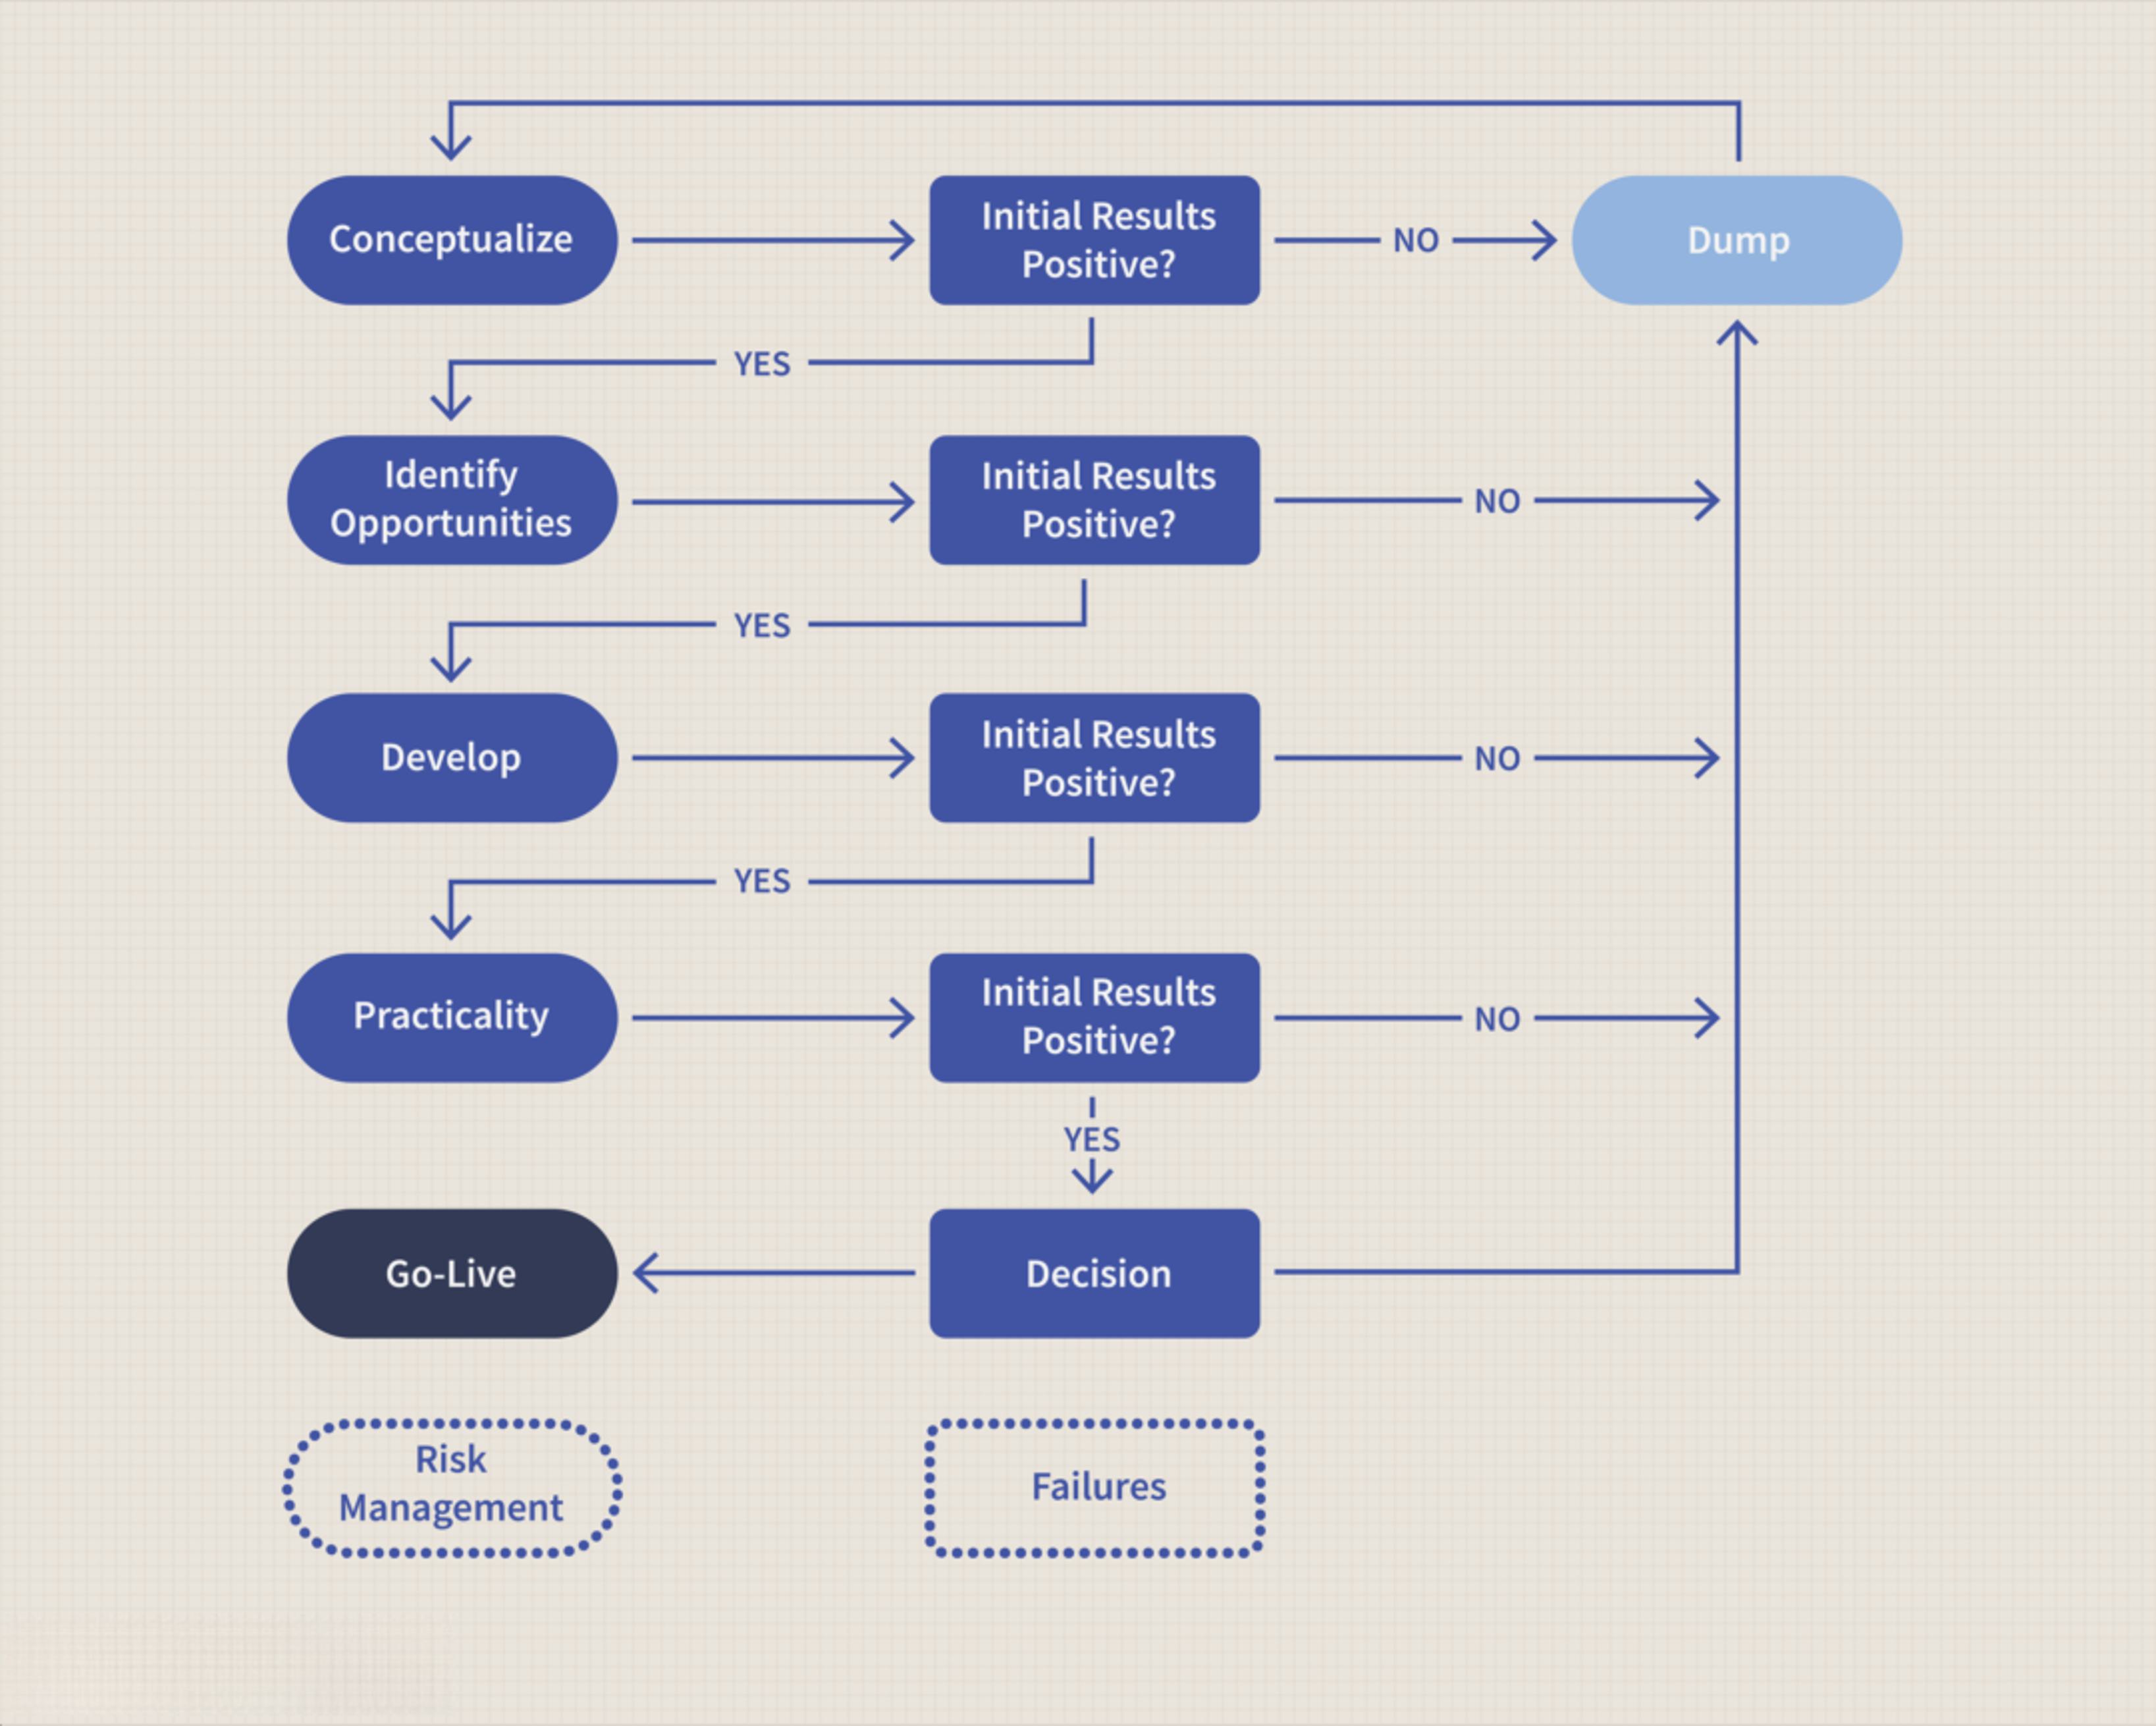 Conceptualize
Initial Results
Positive?
NO
Dump
YES
Identify
Opportunities
Initial Results
Positive?
NO
YES
Develop
Initial Results
Positive?
NO
YES
Practicality
Initial Results
Positive?
NO
YES
Go-Live
Decision
Risk
Management
Failures